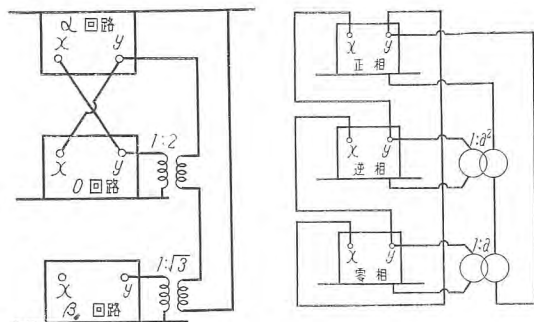 α 回路
x y
1:2
x y
0 回路
1:√3
x y
β。回路
x y
正相
x y
逆相
1:a²
x y
零相
1:a